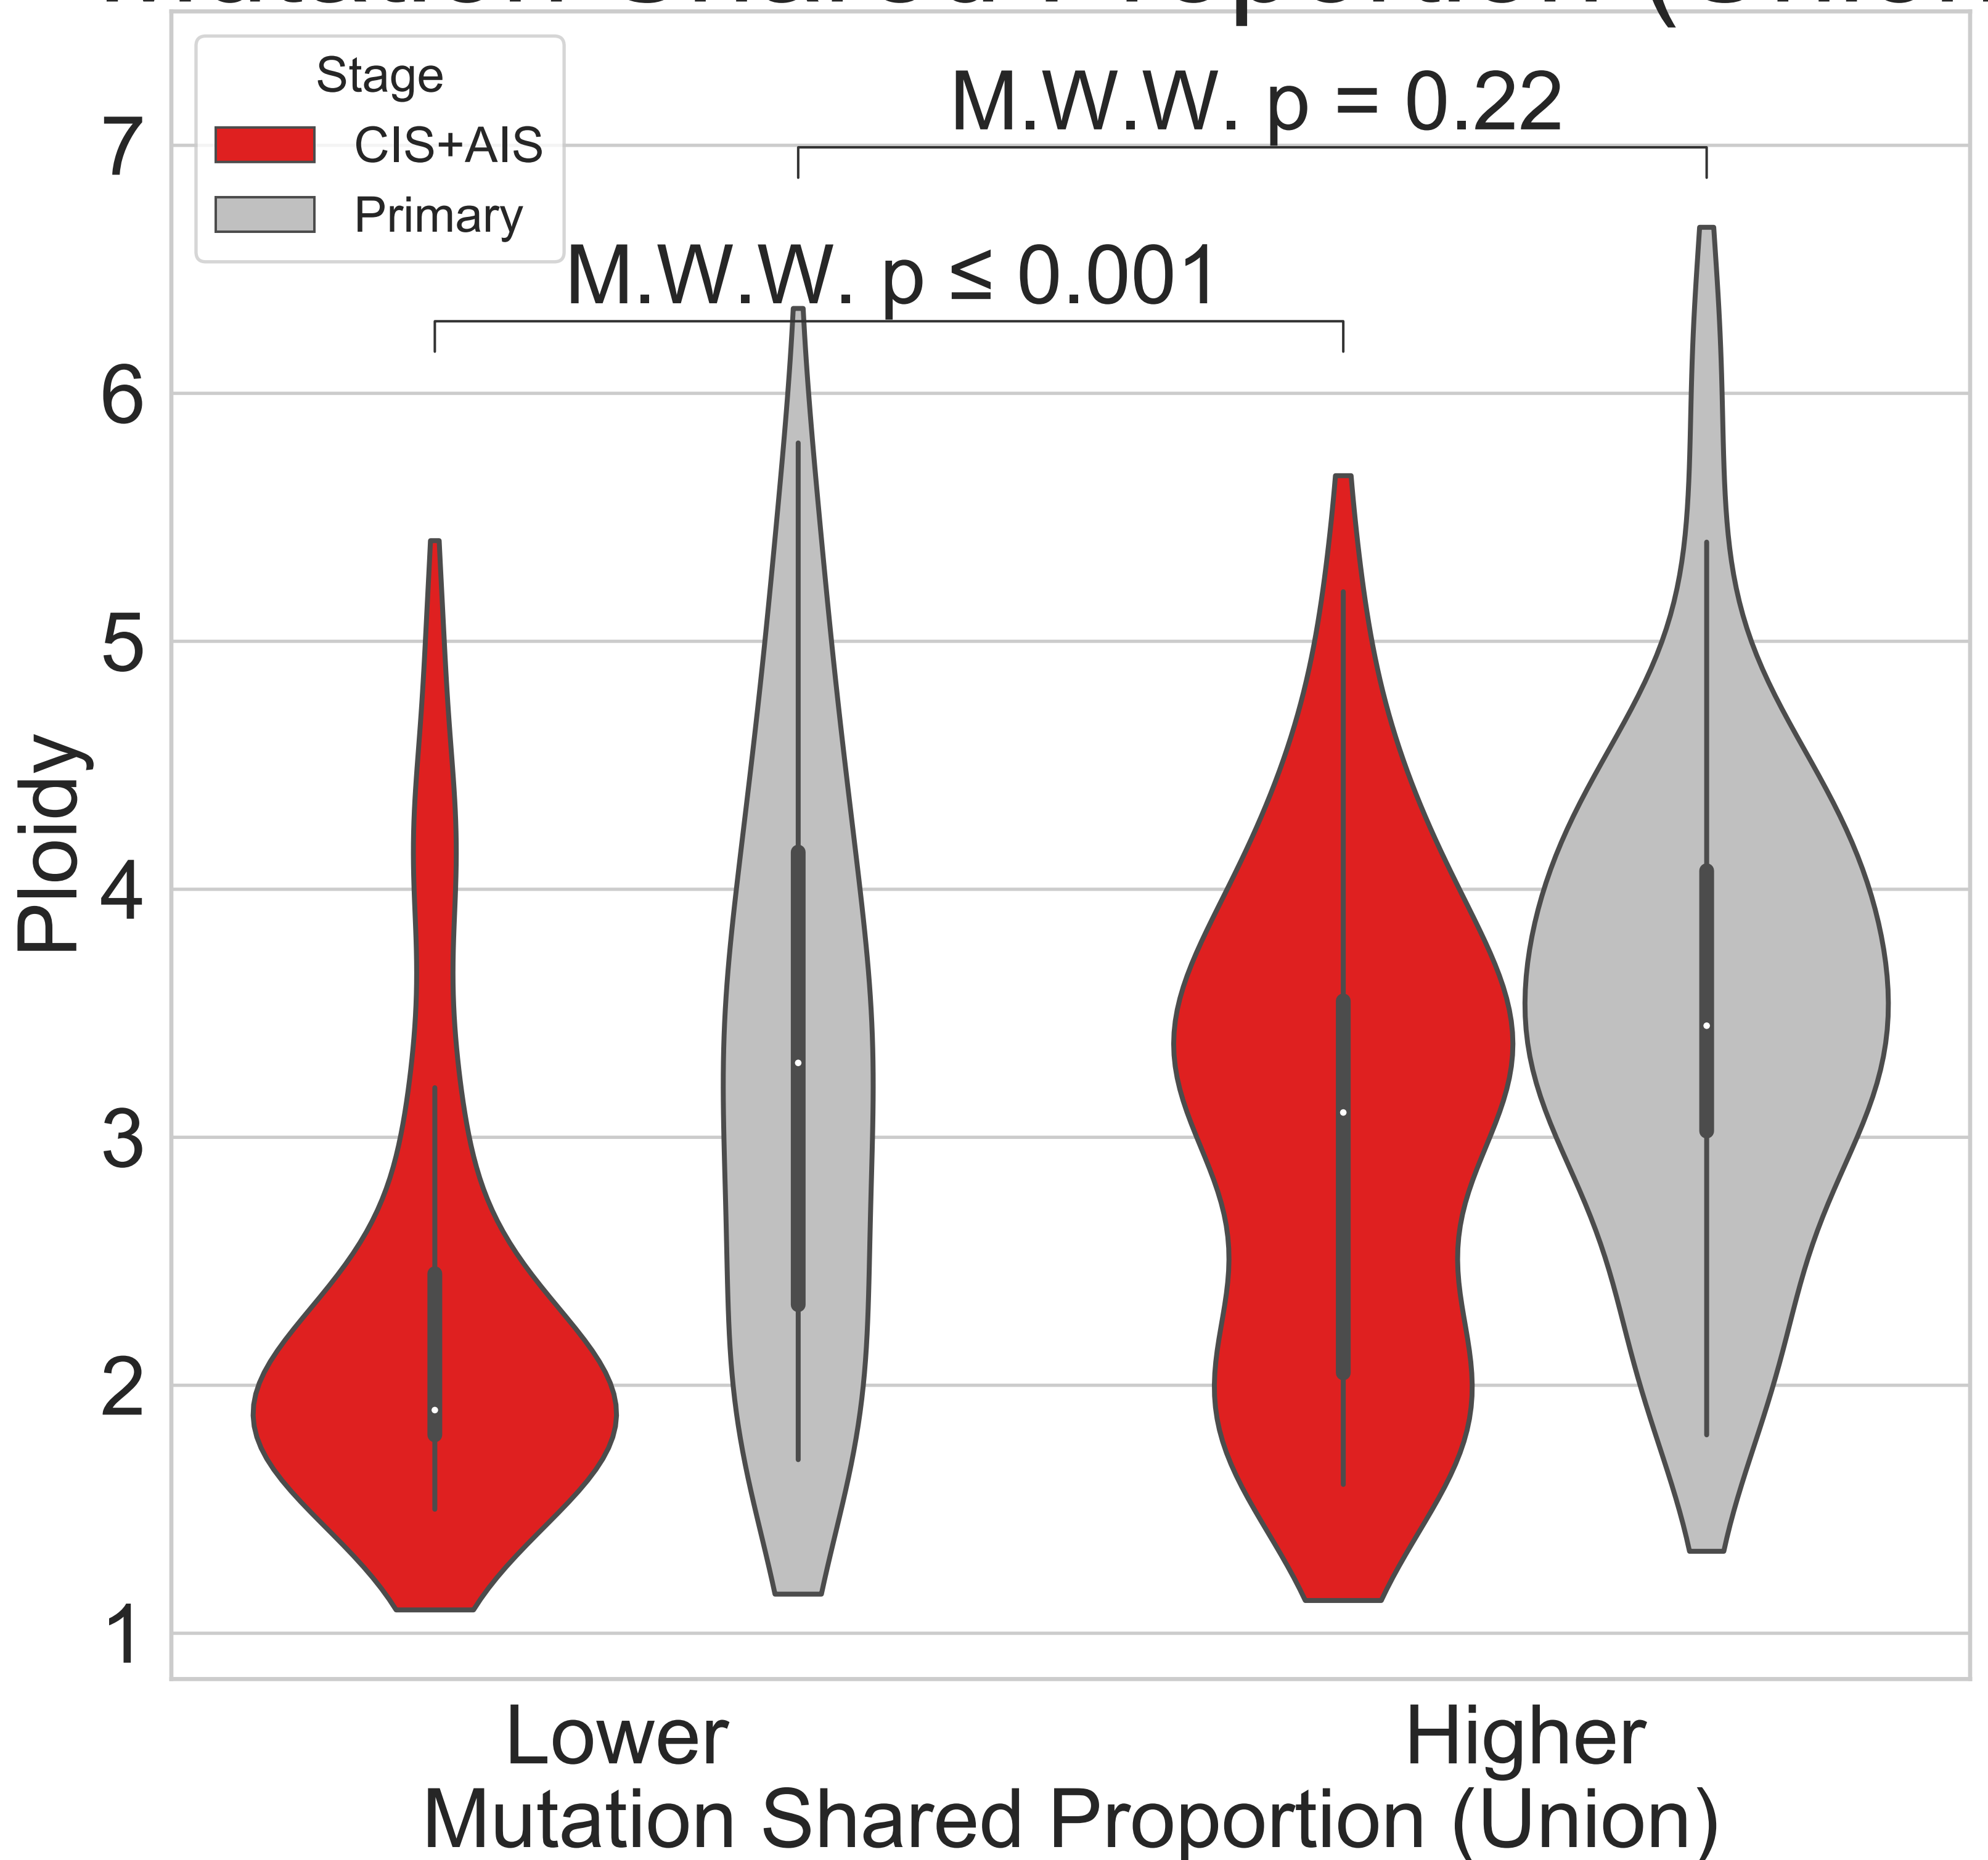 Stage
CIS+AIS
Primary
M.W.W. p = 0.22
M.W.W. p ≤ 0.001
7
6
5
4
3
2
1
Ploidy
Lower
Higher
Mutation Shared Proportion (Union)